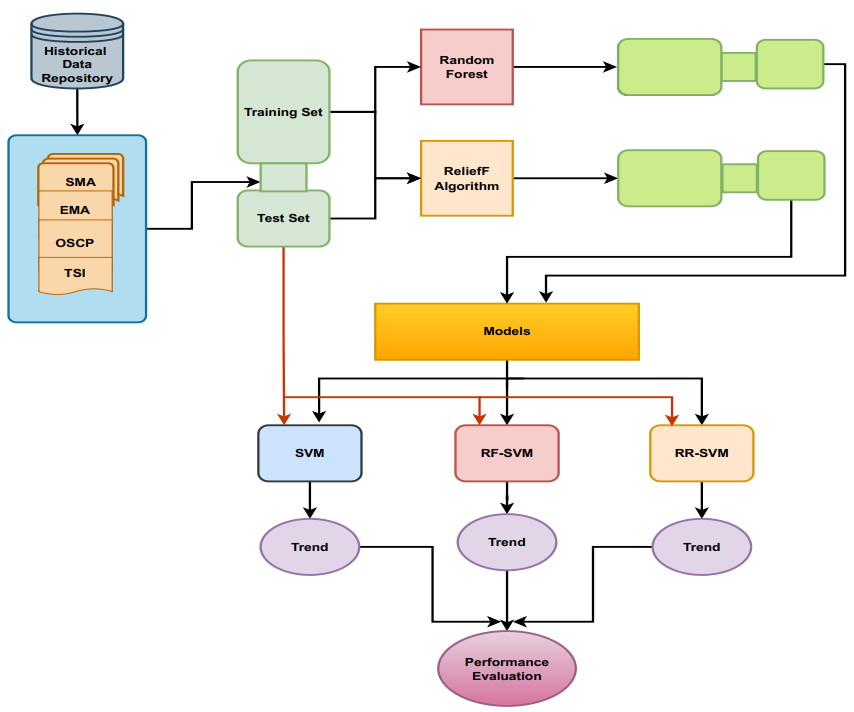 Historical
Data
Repository
SMA
EMA
OSCP
TSI
Training Set
Test Set
Random
Forest
ReliefF
Algorithm
Models
SVM
RF-SVM
RR-SVM
Trend
Trend
Trend
Performance
Evaluation